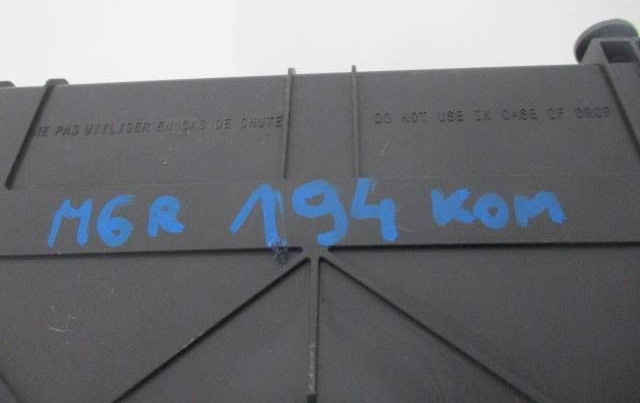 NE PAS UTILISER EN CAS DE CHUTE
DO NOT USE IN CASE OF DROP
M6R 194 KOM